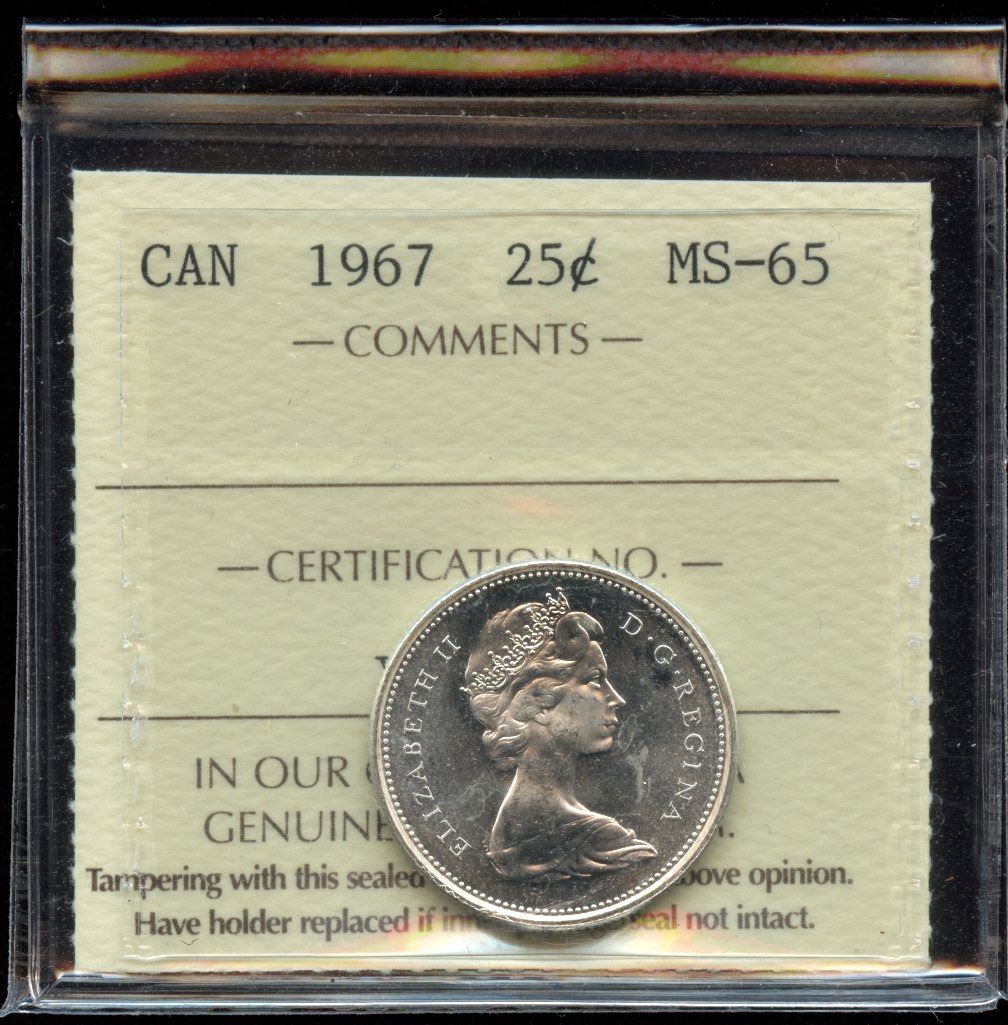 CAN 1967 25¢ MS-65
— COMMENTS —
— CERTIFICATION NO. —
IN OUR
GENUINE
Tampering with this sealed above opinion.
Have holder replaced if inner seal not intact.
ELIZABETH II D·G·REGINA